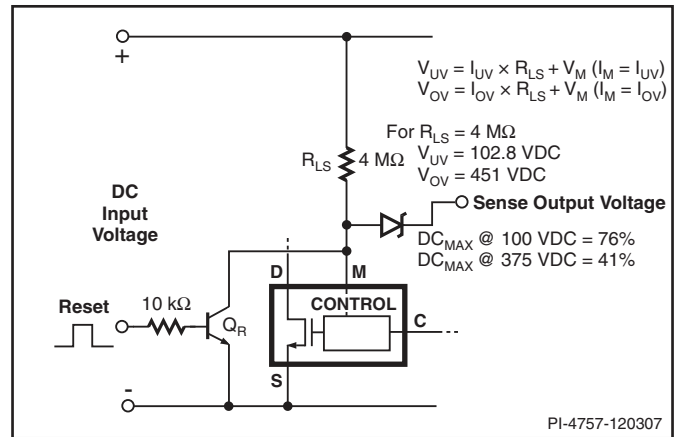 +
V_UV = I_UV × R_LS + V_M (I_M = I_UV)
V_OV = I_OV × R_LS + V_M (I_M = I_OV)
For R_LS = 4 MΩ
V_UV = 102.8 VDC
V_OV = 451 VDC
R_LS
4 MΩ
DC
Input
Voltage
Sense Output Voltage
DC_MAX @ 100 VDC = 76%
DC_MAX @ 375 VDC = 41%
D
M
CONTROL
C
Reset
10 kΩ
Q_R
S
-
PI-4757-120307